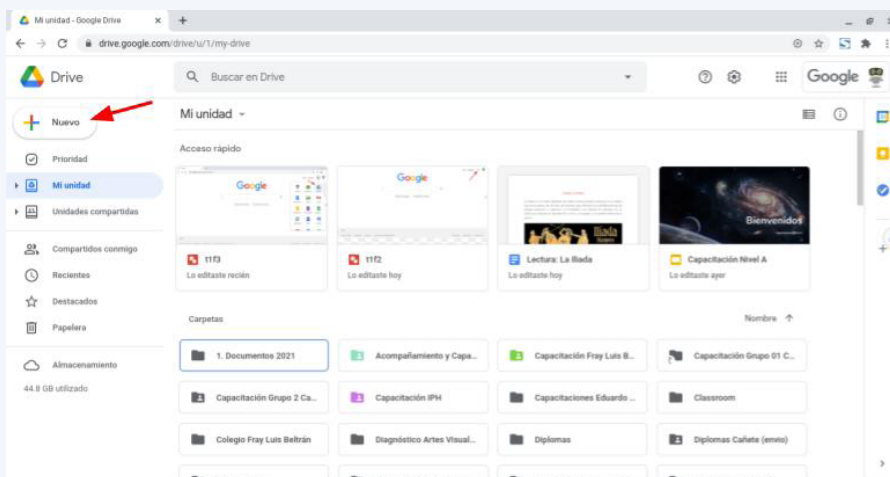 Mi unidad - Google Drive
drive.google.com/drive/u/1/my-drive
Drive
Buscar en Drive
Google
Nuevo
Mi unidad
Prioridad
Mi unidad
Unidades compartidas
Compartidos conmigo
Recientes
Destacados
Papelera
Almacenamiento
44.8 GB utilizado
Acceso rápido
Google
Google
Ilíada
Bienvenidos
t1f3
Lo editaste recién
t1f2
Lo editaste hoy
Lectura: La Ilíada
Lo editaste hoy
Capacitación Nivel A
Lo editaste ayer
Carpetas
Nombre
1. Documentos 2021
Acompañamiento y Capa...
Capacitación Fray Luis B...
Capacitación Grupo 01 C...
Capacitación Grupo 2 Ca...
Capacitación IPH
Capacitaciones Eduardo ...
Classroom
Colegio Fray Luis Beltrán
Diagnóstico Artes Visual...
Diplomas
Diplomas Cañete (envio)